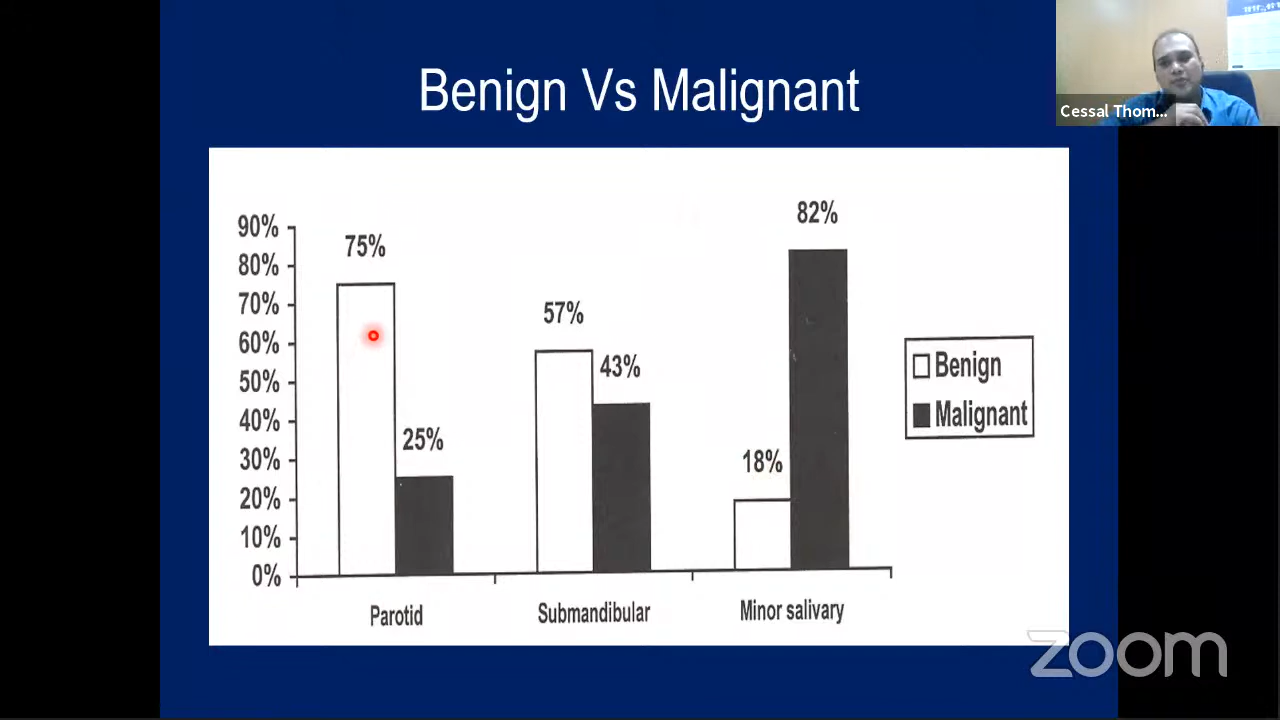 Benign Vs Malignant
Cessal Thom...
90%
80%
70%
60%
50%
40%
30%
20%
10%
0%
75%
25%
57%
43%
18%
82%
Parotid
Submandibular
Minor salivary
Benign
Malignant
zoom